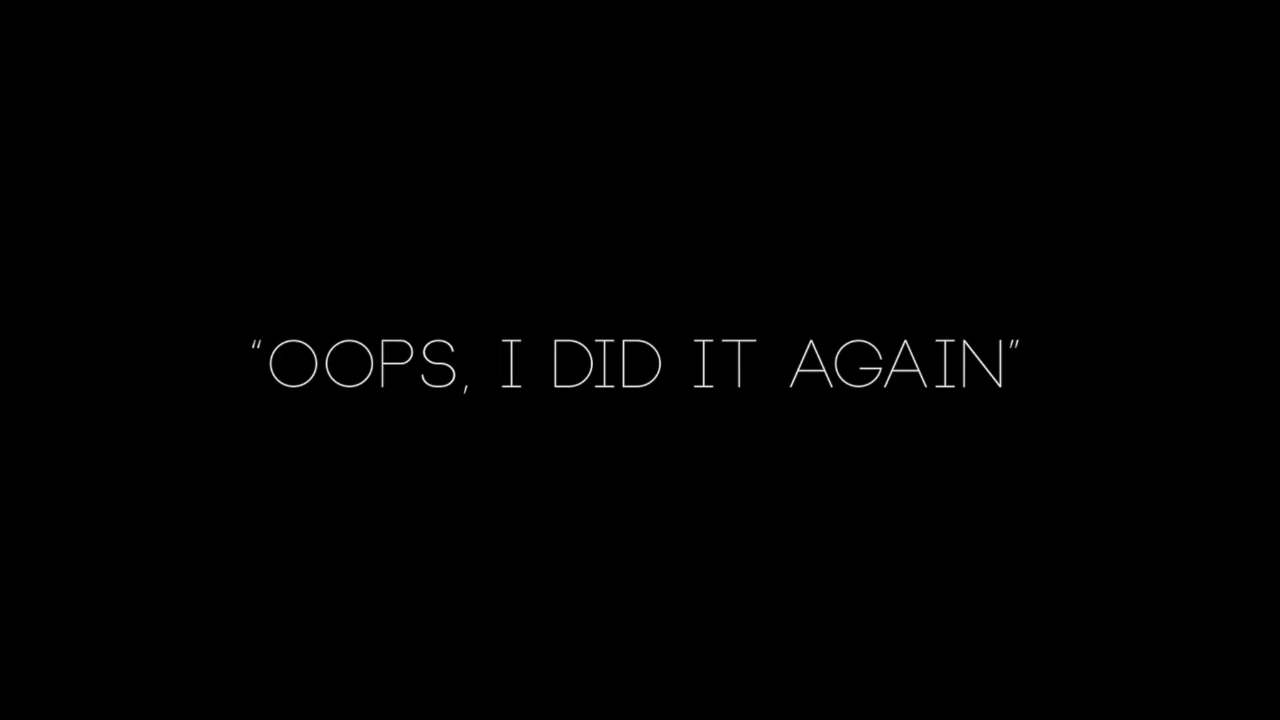 “OOPS, I DID IT AGAIN”